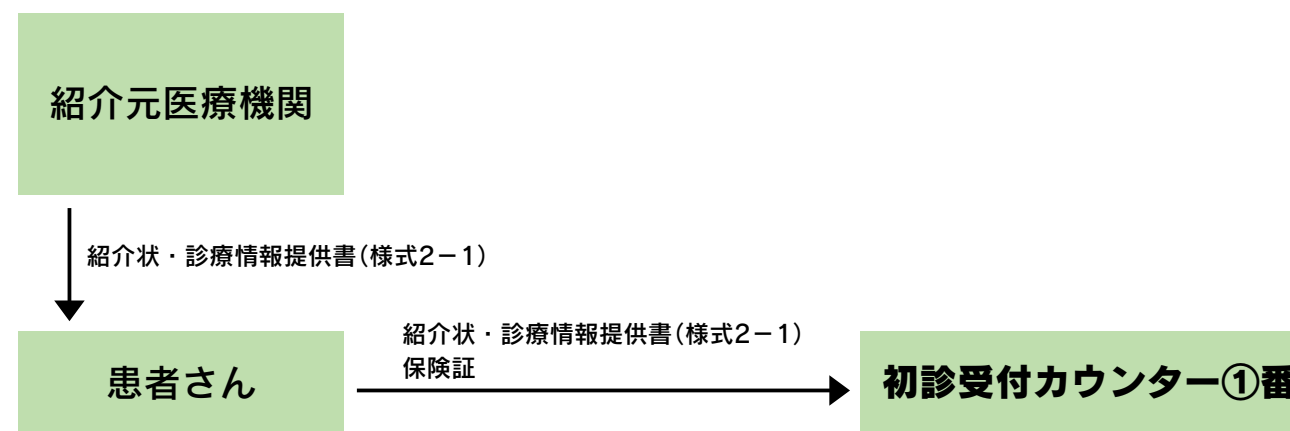 紹介元医療機関
紹介状・診療情報提供書(様式2－1)
紹介状・診療情報提供書(様式2－1)
保険証
患者さん
初診受付カウンター①番